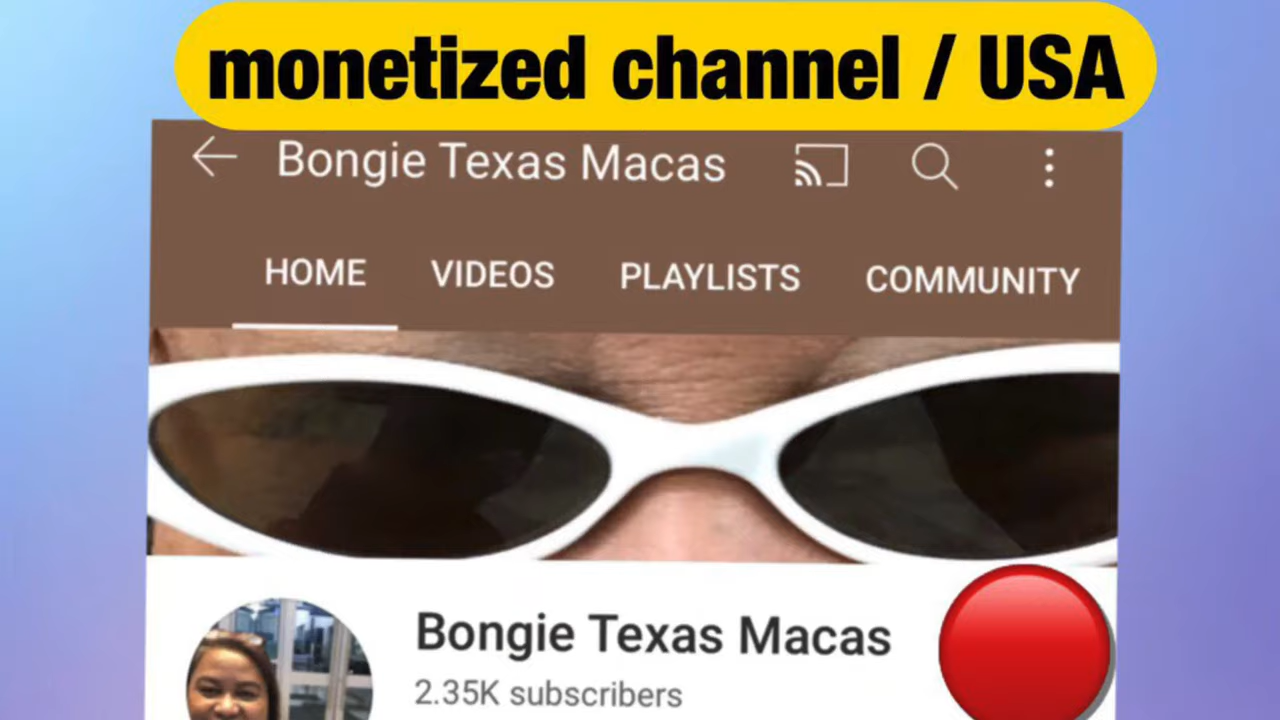 monetized channel / USA
Bongie Texas Macas
HOME VIDEOS PLAYLISTS COMMUNITY
Bongie Texas Macas
2.35K subscribers